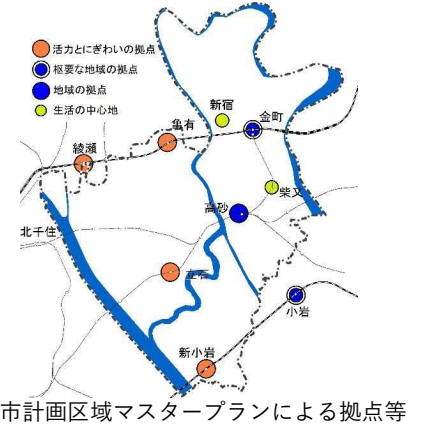 活力とにぎわいの拠点
枢要な地域の拠点
地域の拠点
生活の中心地
新宿
金町
亀有
綾瀬
柴又
高砂
北千住
立石
小岩
新小岩
市計画区域マスタープランによる拠点等